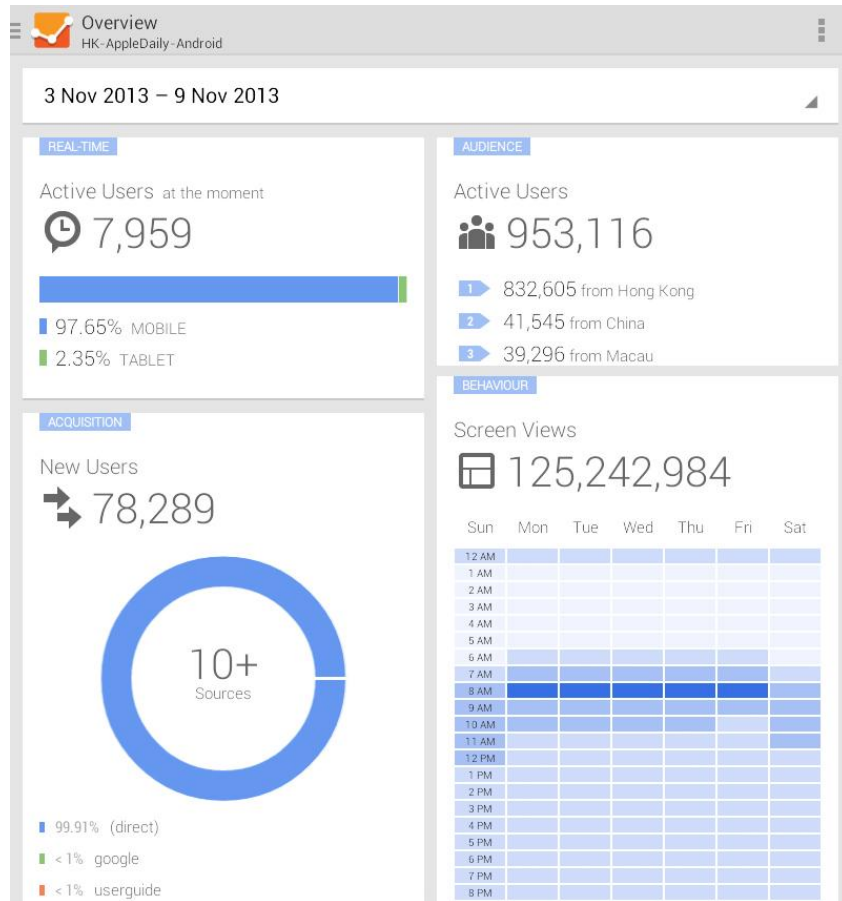 Overview
HK-AppleDaily-Android
3 Nov 2013 – 9 Nov 2013
REAL-TIME
Active Users at the moment
7,959
97.65% MOBILE
2.35% TABLET
ACQUISITION
New Users
78,289
10+
Sources
99.91% (direct)
< 1% google
< 1% userguide
AUDIENCE
Active Users
953,116
1 832,605 from Hong Kong
2 41,545 from China
3 39,296 from Macau
BEHAVIOUR
Screen Views
125,242,984
Sun Mon Tue Wed Thu Fri Sat
12 AM
1 AM
2 AM
3 AM
4 AM
5 AM
6 AM
7 AM
8 AM
9 AM
10 AM
11 AM
12 PM
1 PM
2 PM
3 PM
4 PM
5 PM
6 PM
7 PM
8 PM